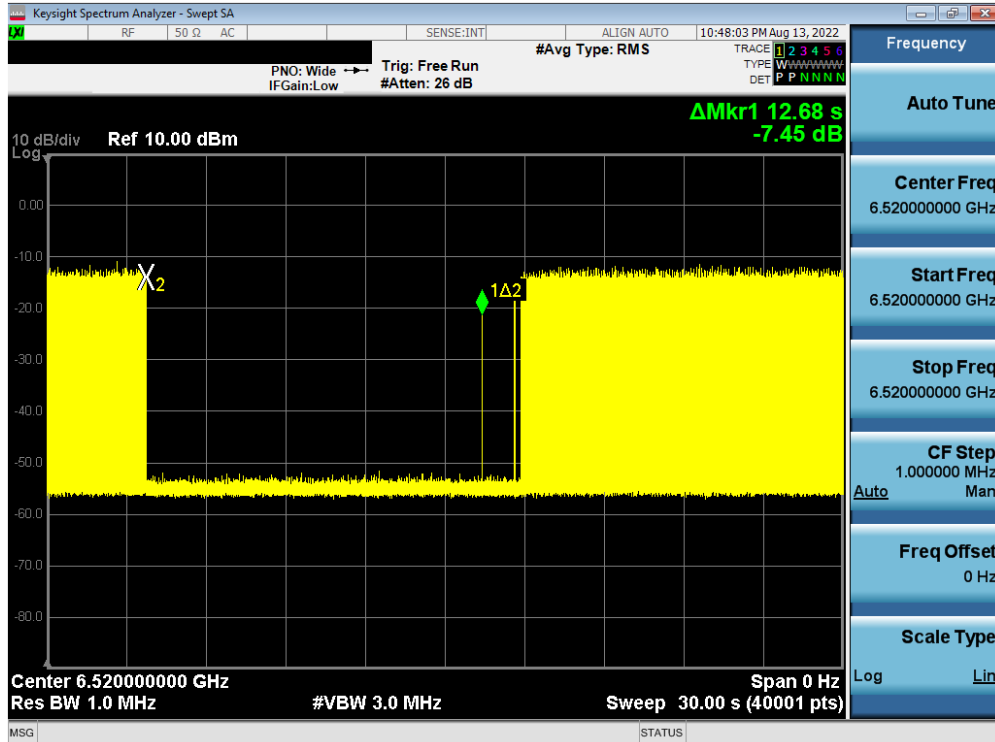 Keysight Spectrum Analyzer - Swept SA
LXI RF 50 Ω AC SENSE:INT ALIGN AUTO 10:48:03 PM Aug 13, 2022
#Avg Type: RMS
TRACE 1 2 3 4 5 6
TYPE WWWWWW
DET P P N N N N
PNO: Wide
IFGain:Low
Trig: Free Run
#Atten: 26 dB
ΔMkr1 12.68 s
-7.45 dB
10 dB/div
Log
Ref 10.00 dBm
0.00
-10.0
-20.0
-30.0
-40.0
-50.0
-60.0
-70.0
-80.0
X2
1Δ2
Center 6.520000000 GHz
Span 0 Hz
Res BW 1.0 MHz
#VBW 3.0 MHz
Sweep 30.00 s (40001 pts)
MSG
STATUS
Frequency
Auto Tune
Center Freq
6.520000000 GHz
Start Freq
6.520000000 GHz
Stop Freq
6.520000000 GHz
CF Step
1.000000 MHz
Auto Man
Freq Offset
0 Hz
Scale Type
Log Lin